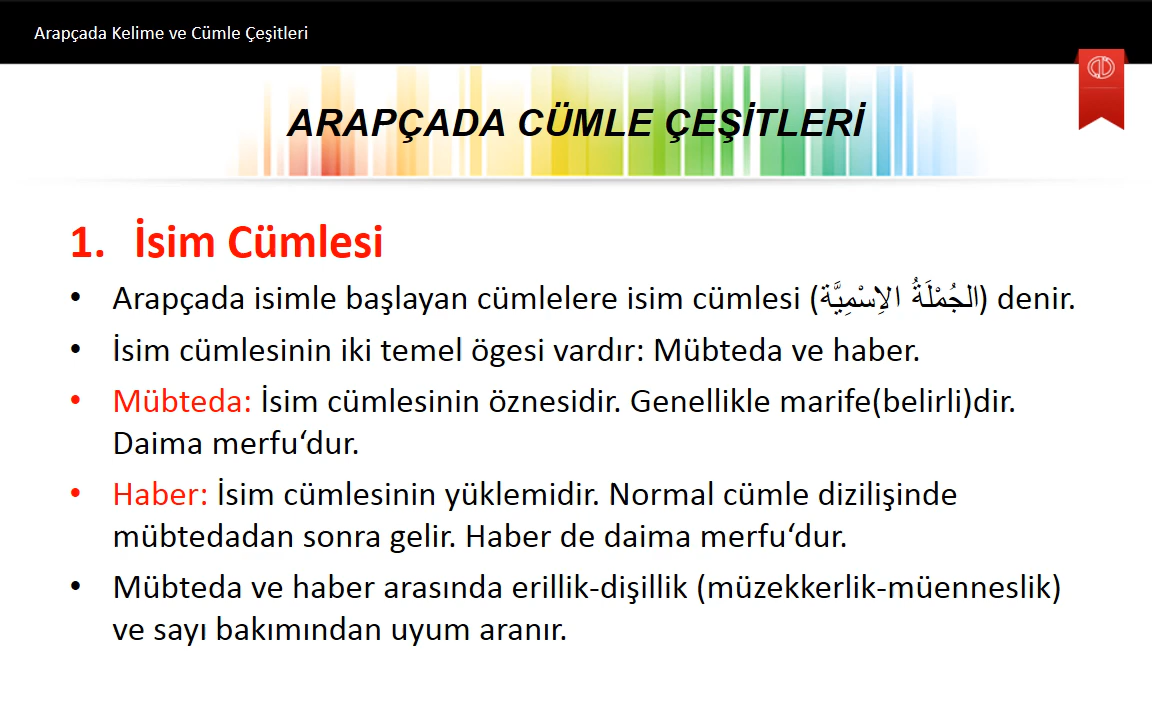 Arapçada Kelime ve Cümle Çeşitleri
ARAPÇADA CÜMLE ÇEŞİTLERİ
1. İsim Cümlesi
• Arapçada isimle başlayan cümlelere isim cümlesi (الجُمْلَةُ الاِسْمِيَّة) denir.
• İsim cümlesinin iki temel ögesi vardır: Mübteda ve haber.
• Mübteda: İsim cümlesinin öznesidir. Genellikle marife(belirli)dir.
Daima merfu‘dur.
• Haber: İsim cümlesinin yüklemidir. Normal cümle dizilişinde
mübtedadan sonra gelir. Haber de daima merfu‘dur.
• Mübteda ve haber arasında erillik-dişillik (müzekkerlik-müenneslik)
ve sayı bakımından uyum aranır.